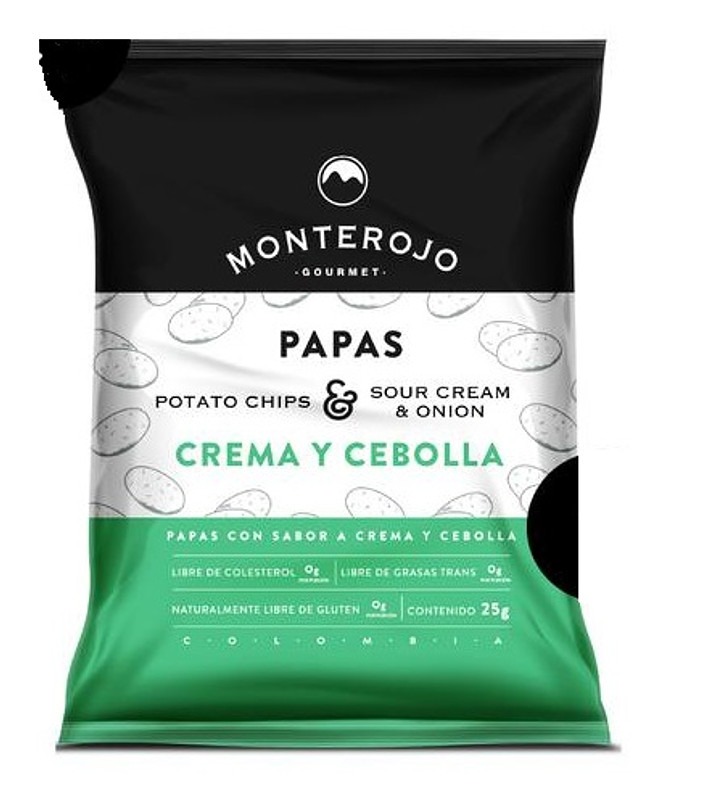 MONTEROJO
·GOURMET·
PAPAS
POTATO CHIPS & SOUR CREAM
& ONION
CREMA Y CEBOLLA
PAPAS CON SABOR A CREMA Y CEBOLLA
LIBRE DE COLESTEROL 0g LIBRE DE GRASAS TRANS 0g
NATURALMENTE LIBRE DE GLUTEN 0g CONTENIDO 25g
C·O·L·O·M·B·I·A